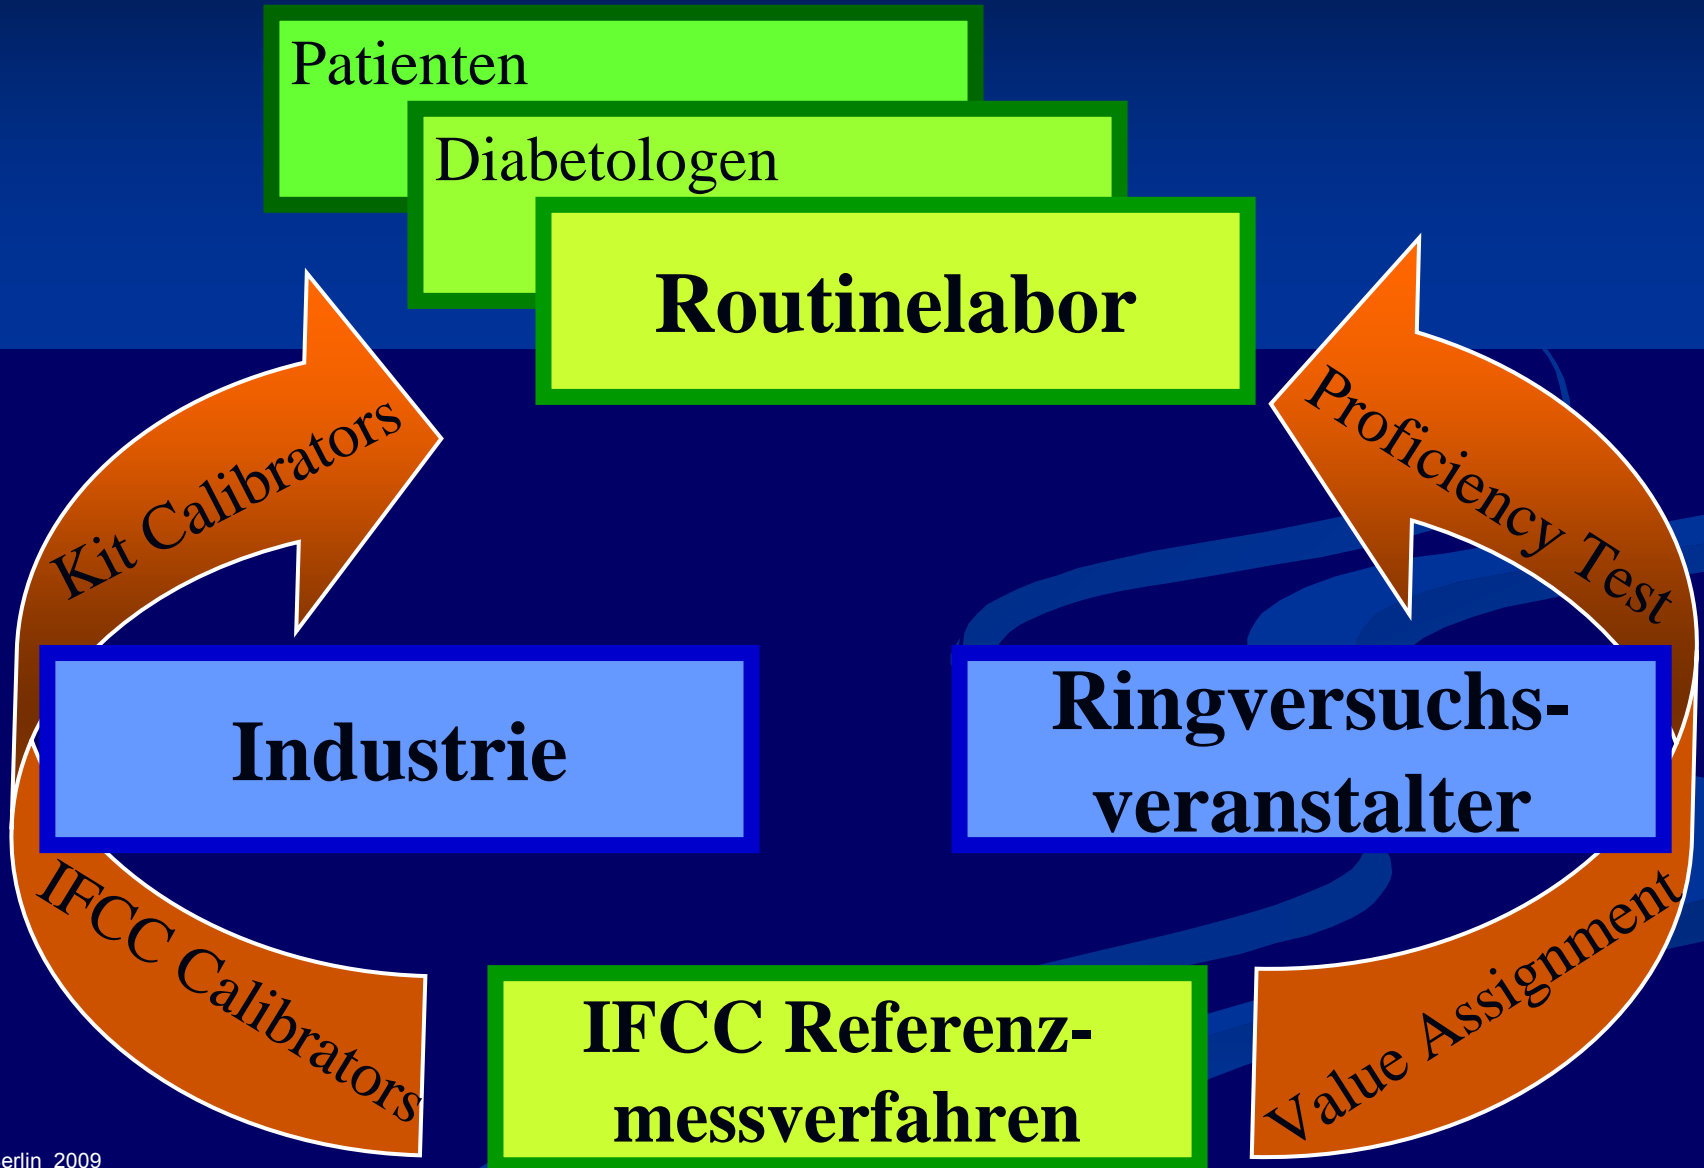 Patienten
Diabetologen
Routinelabor
Kit Calibrators
Proficiency Test
Industrie
Ringversuchs-
veranstalter
IFCC Calibrators
Value Assignment
IFCC Referenz-
messverfahren
erlin 2009